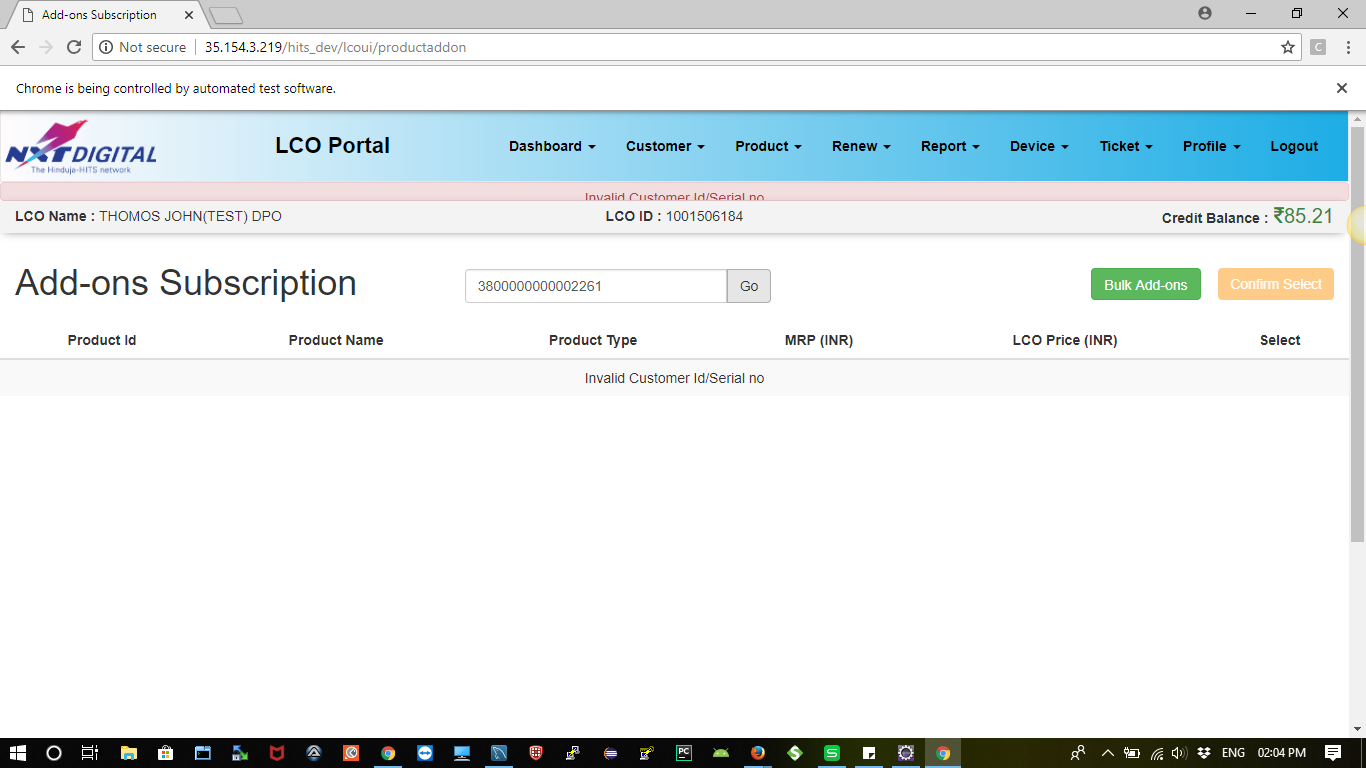 Add-ons Subscription
Not secure 35.154.3.219/hits_dev/lcoui/productaddon
C
Chrome is being controlled by automated test software.
NXT DIGITAL
The Hinduja-HITS network
LCO Portal
Dashboard Customer Product Renew Report Device Ticket Profile Logout
Invalid Customer Id/Serial no
LCO Name : THOMOS JOHN(TEST) DPO LCO ID : 1001506184 Credit Balance : ₹85.21
Add-ons Subscription 3800000000002261 Go Bulk Add-ons Confirm Select
Product Id Product Name Product Type MRP (INR) LCO Price (INR) Select
Invalid Customer Id/Serial no
PC S ENG 02:04 PM